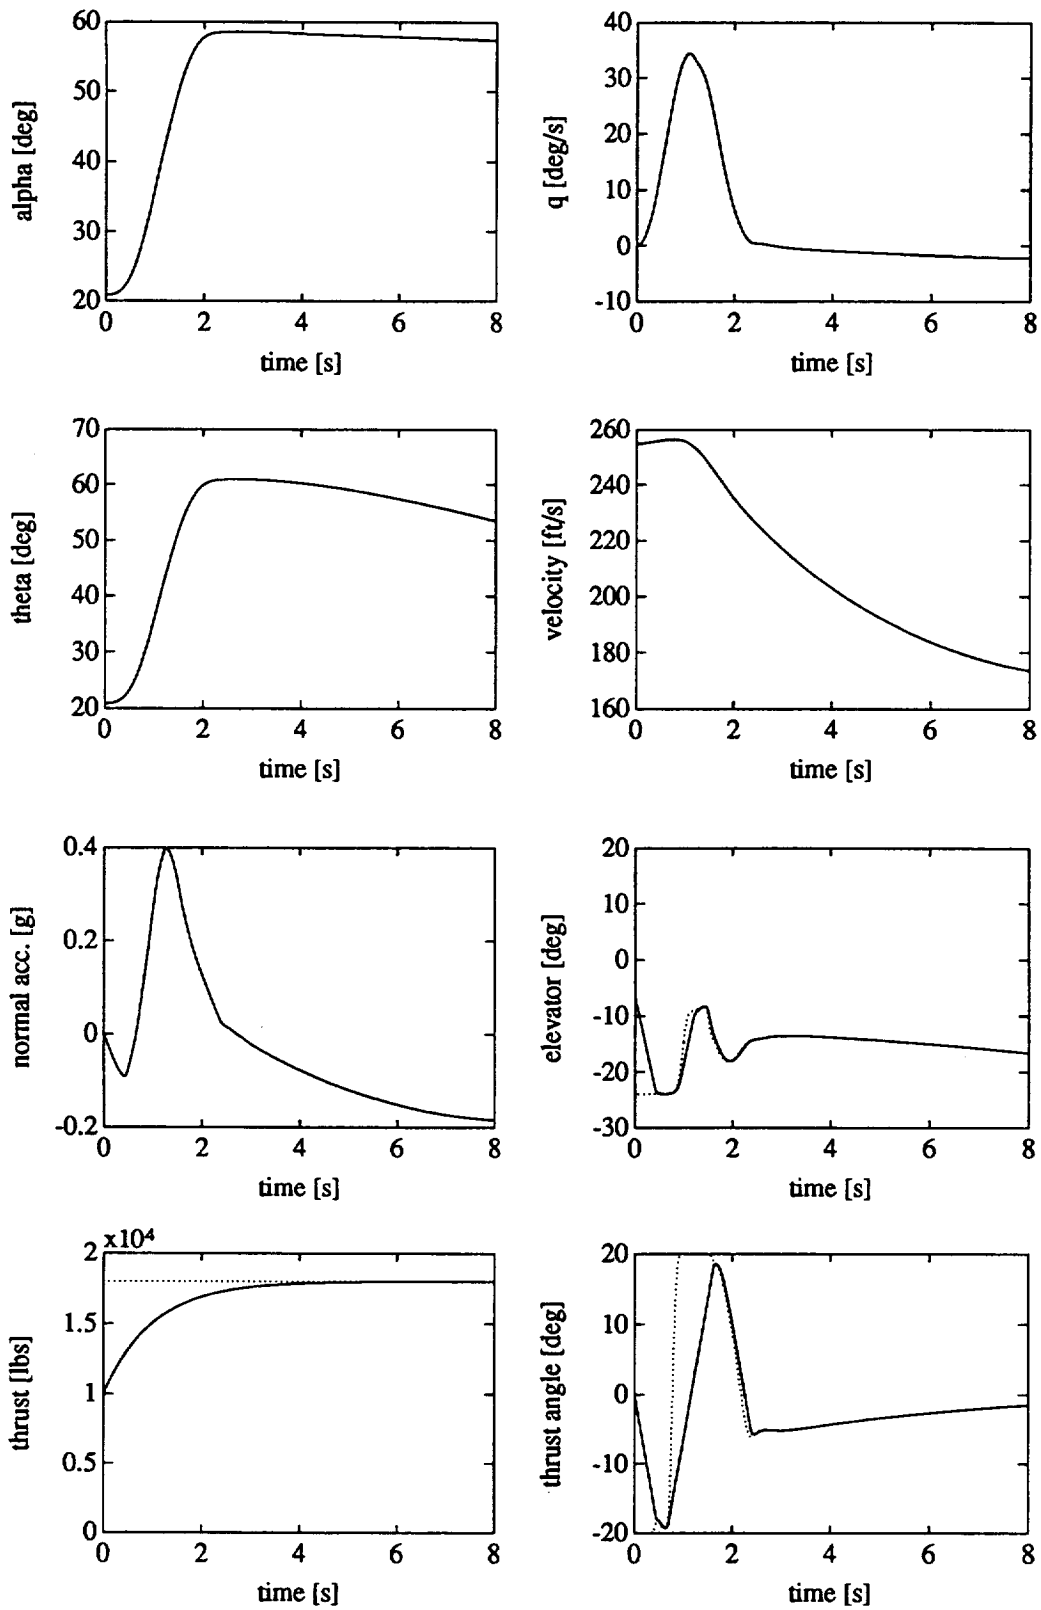 60
50
40
30
20
alpha [deg]
0 2 4 6 8
time [s]
40
30
20
10
0
-10
q [deg/s]
0 2 4 6 8
time [s]
70
60
50
40
30
20
theta [deg]
0 2 4 6 8
time [s]
260
240
220
200
180
160
velocity [ft/s]
0 2 4 6 8
time [s]
0.4
0.2
0
-0.2
normal acc. [g]
0 2 4 6 8
time [s]
20
10
0
-10
-20
-30
elevator [deg]
0 2 4 6 8
time [s]
x10⁴
2
1.5
1
0.5
0
thrust [lbs]
0 2 4 6 8
time [s]
20
10
0
-10
-20
thrust angle [deg]
0 2 4 6 8
time [s]